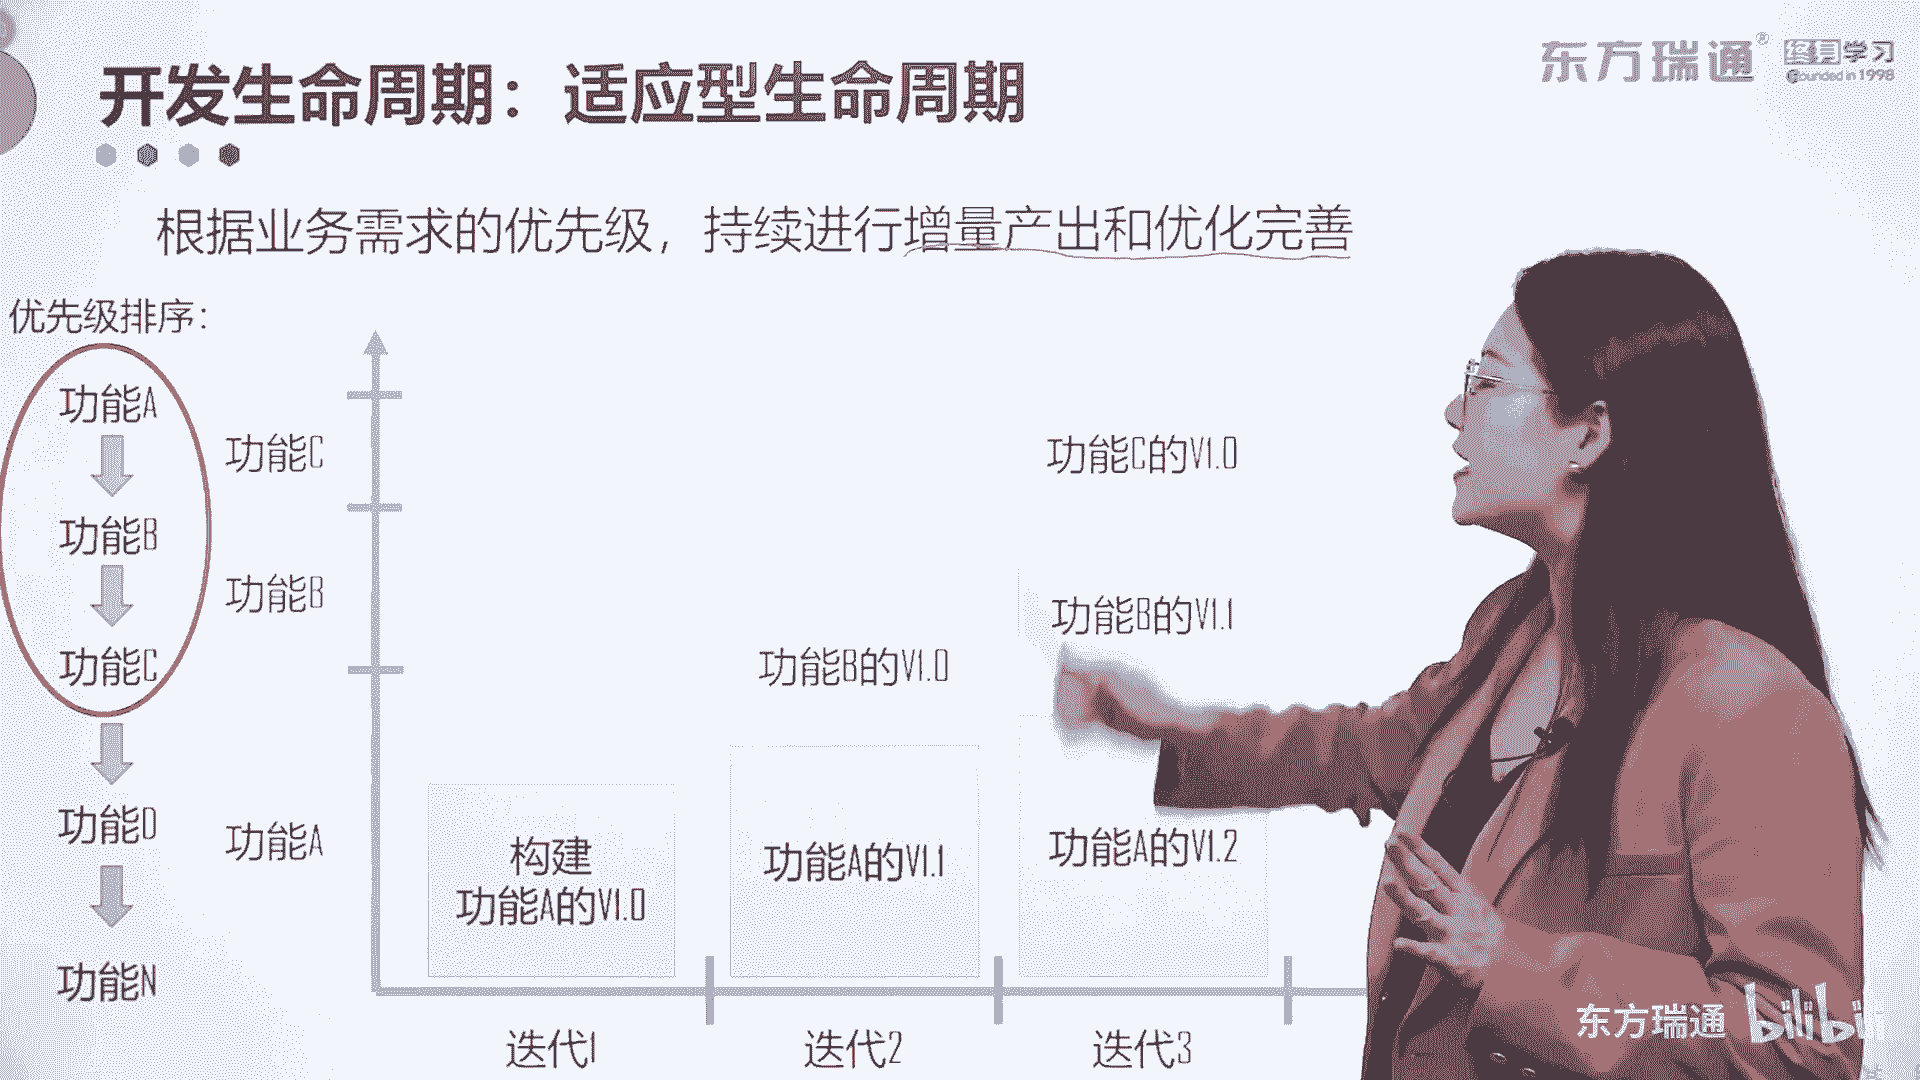 开发生命周期：适应型生命周期
东方瑞通®
终身学习
Founded in 1998
根据业务需求的优先级，持续进行增量产出和优化完善
优先级排序：
功能A
功能B
功能C
功能D
功能N
功能C
功能B
功能A
功能C的V1.0
功能B的V1.0
功能B的V1.1
构建
功能A的V1.0
功能A的V1.1
功能A的V1.2
迭代1
迭代2
迭代3
东方瑞通
bilibili